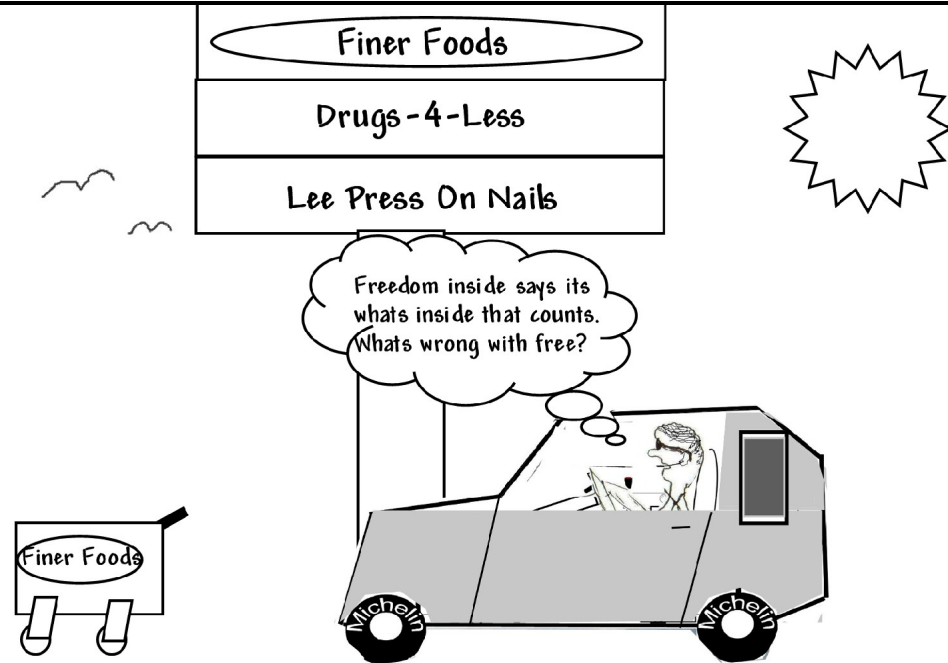 Finer Foods
Drugs-4-Less
Lee Press On Nails
Freedom inside says its
whats inside that counts.
Whats wrong with free?
Finer Foods
Michelin
Michelin